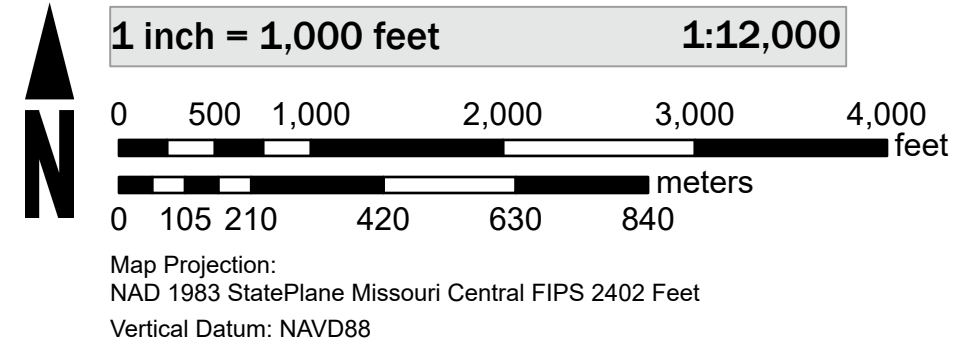 1 inch = 1,000 feet 1:12,000
0 500 1,000 2,000 3,000 4,000
feet
meters
0 105 210 420 630 840
N
Map Projection:
NAD 1983 StatePlane Missouri Central FIPS 2402 Feet
Vertical Datum: NAVD88